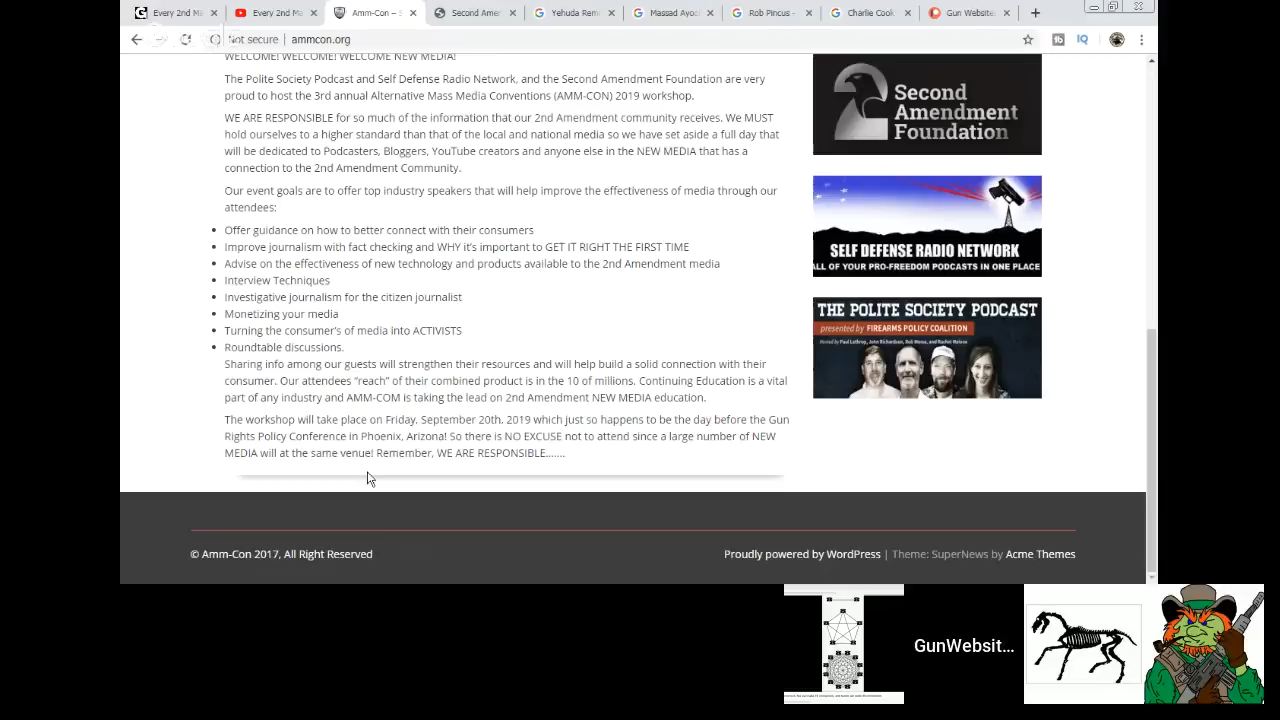 Every 2nd Am
Every 2nd Ma
Amm-Con – S
Second Amen
Yehuda Reme
Massad Ayoo
Rob Pincus -
Charlie Cook
GunWebsites
Not secure | ammcon.org
WELCOME! WELCOME! WELCOME NEW MEDIA!
The Polite Society Podcast and Self Defense Radio Network, and the Second Amendment Foundation are very
proud to host the 3rd annual Alternative Mass Media Conventions (AMM-CON) 2019 workshop.
WE ARE RESPONSIBLE for so much of the information that our 2nd Amendment community receives. We MUST
hold ourselves to a higher standard than that of the local and national media so we have set aside a full day that
will be dedicated to Podcasters, Bloggers, YouTube creators and anyone else in the NEW MEDIA that has a
connection to the 2nd Amendment Community.
Our event goals are to offer top industry speakers that will help improve the effectiveness of media through our
attendees:
Offer guidance on how to better connect with their consumers
Improve journalism with fact checking and WHY it's important to GET IT RIGHT THE FIRST TIME
Advise on the effectiveness of new technology and products available to the 2nd Amendment media
Interview Techniques
Investigative journalism for the citizen journalist
Monetizing your media
Turning the consumer's of media into ACTIVISTS
Roundtable discussions.
Sharing info among our guests will strengthen their resources and will help build a solid connection with their
consumer. Our attendees "reach" of their combined product is in the 10 of millions. Continuing Education is a vital
part of any industry and AMM-COM is taking the lead on 2nd Amendment NEW MEDIA education.
The workshop will take place on Friday, September 20th, 2019 which just so happens to be the day before the Gun
Rights Policy Conference in Phoenix, Arizona! So there is NO EXCUSE not to attend since a large number of NEW
MEDIA will at the same venue! Remember, WE ARE RESPONSIBLE…….
Second
Amendment
Foundation
SELF DEFENSE RADIO NETWORK
ALL OF YOUR PRO-FREEDOM PODCASTS IN ONE PLACE
THE POLITE SOCIETY PODCAST
presented by FIREARMS POLICY COALITION
Hosted by Paul Lathrop, John Richardson, Rob Morse, and Rachel Malone
© Amm-Con 2017, All Right Reserved
Proudly powered by WordPress | Theme: SuperNews by Acme Themes
GunWebsit...